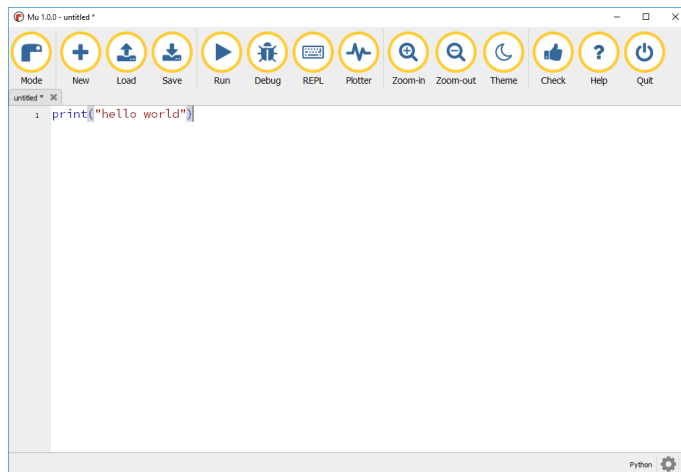 Mu 1.0.0 - untitled *
Mode New Load Save Run Debug REPL Plotter Zoom-in Zoom-out Theme Check Help Quit
untitled *
1 print("hello world")
Python